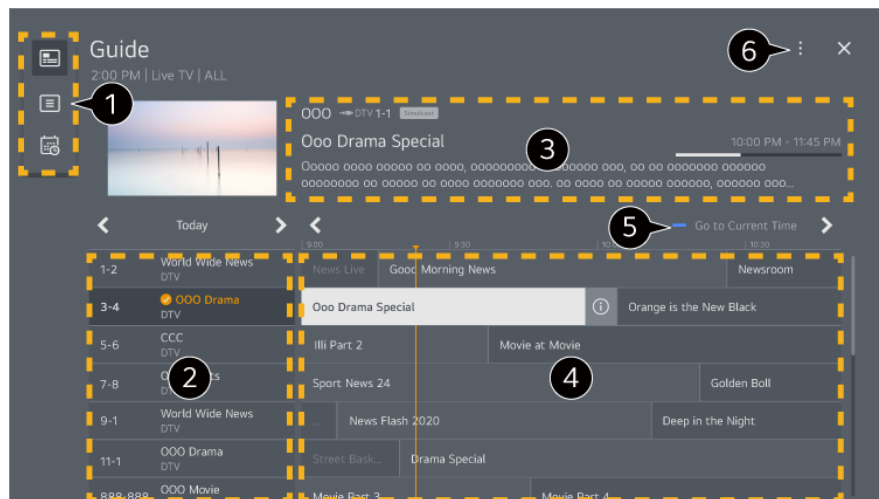 Guide
6
2:00 PM | Live TV | ALL
1
OOO DTV 1-1 Simulcast
Ooo Drama Special
3
10:00 PM - 11:45 PM
Today
5
Go to Current Time
9:00 9:30 10:30
1-2 World Wide News
DTV
News Live Good Morning News Newsroom
3-4 OOO Drama
DTV
Ooo Drama Special Orange is the New Black
5-6 CCC
DTV
Illi Part 2 Movie at Movie
7-8
DTV
2
Sport News 24
4
Golden Boll
9-1 World Wide News
DTV
... News Flash 2020 Deep in the Night
11-1 OOO Drama
DTV
Street Bask... Drama Special
888-888 OOO Movie
Movie Part 3 Movie Part 4